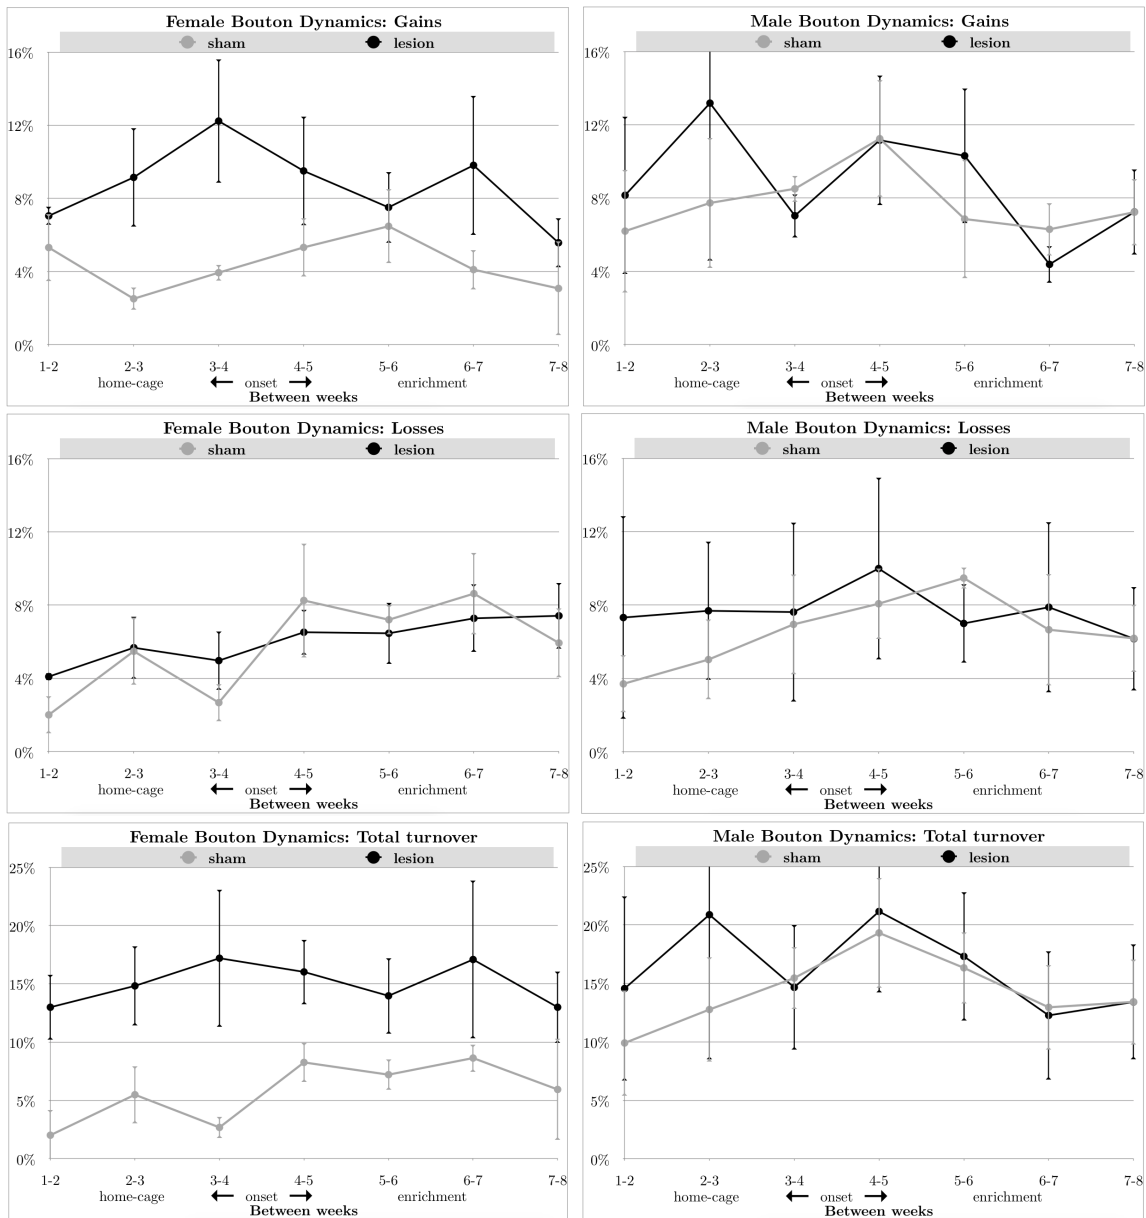 Female Bouton Dynamics: Gains
sham lesion
16%
12%
8%
4%
0%
1-2 2-3 3-4 4-5 5-6 6-7 7-8
home-cage onset enrichment
Between weeks
Male Bouton Dynamics: Gains
sham lesion
16%
12%
8%
4%
0%
1-2 2-3 3-4 4-5 5-6 6-7 7-8
home-cage onset enrichment
Between weeks
Female Bouton Dynamics: Losses
sham lesion
16%
12%
8%
4%
0%
1-2 2-3 3-4 4-5 5-6 6-7 7-8
home-cage onset enrichment
Between weeks
Male Bouton Dynamics: Losses
sham lesion
16%
12%
8%
4%
0%
1-2 2-3 3-4 4-5 5-6 6-7 7-8
home-cage onset enrichment
Between weeks
Female Bouton Dynamics: Total turnover
sham lesion
25%
20%
15%
10%
5%
0%
1-2 2-3 3-4 4-5 5-6 6-7 7-8
home-cage onset enrichment
Between weeks
Male Bouton Dynamics: Total turnover
sham lesion
25%
20%
15%
10%
5%
0%
1-2 2-3 3-4 4-5 5-6 6-7 7-8
home-cage onset enrichment
Between weeks